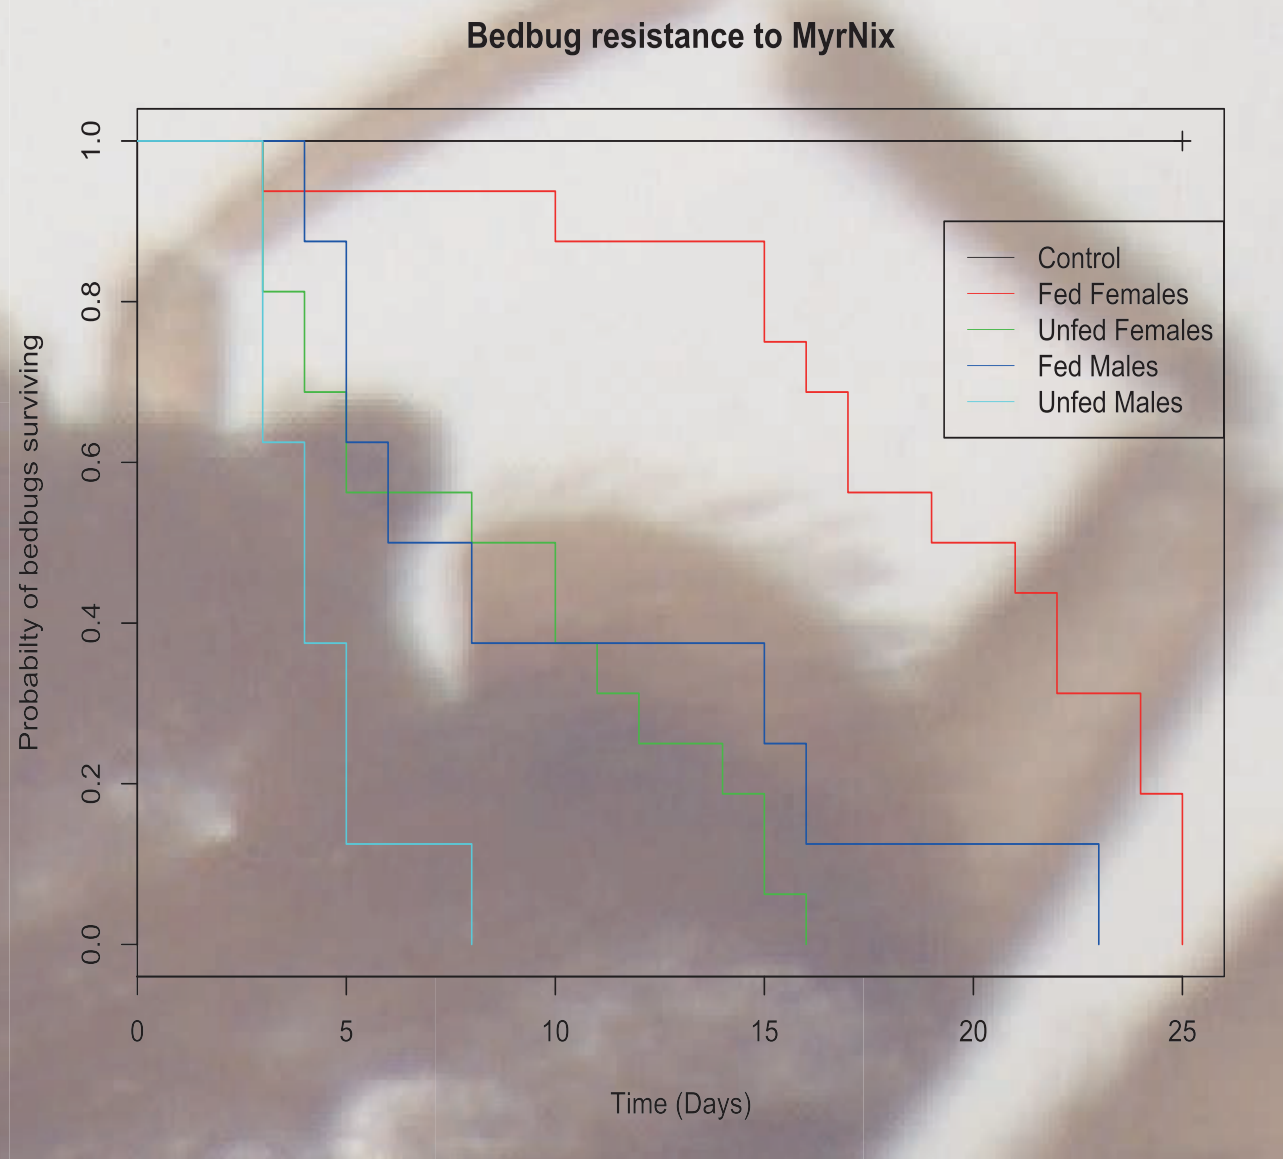 Bedbug resistance to MyrNix
Probabilty of bedbugs surviving
1.0
0.8
0.6
0.4
0.2
0.0
Control
Fed Females
Unfed Females
Fed Males
Unfed Males
0 5 10 15 20 25
Time (Days)